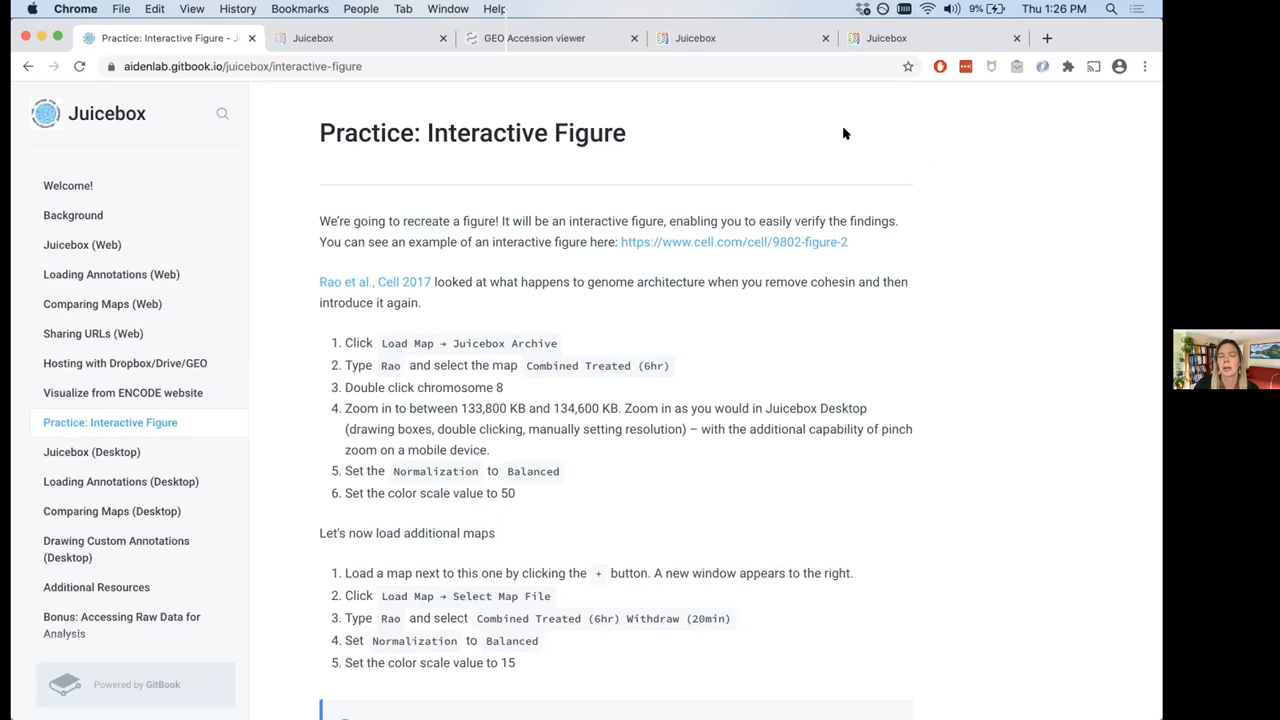 Chrome File Edit View History Bookmarks People Tab Window Help 9% Thu 1:26 PM
Practice: Interactive Figure - J Juicebox GEO Accession viewer Juicebox Juicebox
aidenlab.gitbook.io/juicebox/interactive-figure
Juicebox
Welcome!
Background
Juicebox (Web)
Loading Annotations (Web)
Comparing Maps (Web)
Sharing URLs (Web)
Hosting with Dropbox/Drive/GEO
Visualize from ENCODE website
Practice: Interactive Figure
Juicebox (Desktop)
Loading Annotations (Desktop)
Comparing Maps (Desktop)
Drawing Custom Annotations
(Desktop)
Additional Resources
Bonus: Accessing Raw Data for
Analysis
Powered by GitBook
Practice: Interactive Figure
We're going to recreate a figure! It will be an interactive figure, enabling you to easily verify the findings.
You can see an example of an interactive figure here: https://www.cell.com/cell/9802-figure-2
Rao et al., Cell 2017 looked at what happens to genome architecture when you remove cohesin and then
introduce it again.
1. Click Load Map → Juicebox Archive
2. Type Rao and select the map Combined Treated (6hr)
3. Double click chromosome 8
4. Zoom in to between 133,800 KB and 134,600 KB. Zoom in as you would in Juicebox Desktop
(drawing boxes, double clicking, manually setting resolution) – with the additional capability of pinch
zoom on a mobile device.
5. Set the Normalization to Balanced
6. Set the color scale value to 50
Let's now load additional maps
1. Load a map next to this one by clicking the + button. A new window appears to the right.
2. Click Load Map → Select Map File
3. Type Rao and select Combined Treated (6hr) Withdraw (20min)
4. Set Normalization to Balanced
5. Set the color scale value to 15